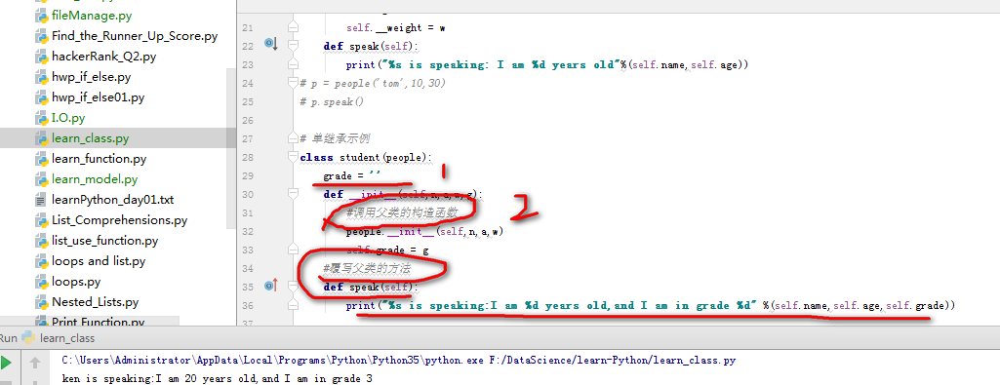 fileManage.py
Find_the_Runner_Up_Score.py
hackerRank_Q2.py
hwp_if_else.py
hwp_if_else01.py
I.O.py
learn_class.py
learn_function.py
learn_model.py
learnPython_day01.txt
List_Comprehensions.py
list_use_function.py
loops and list.py
loops.py
Nested_Lists.py
Print Function.py
21 self.__weight = w
22 def speak(self):
23 print("%s is speaking: I am %d years old"%(self.name,self.age))
24 # p = people('tom',10,30)
25 # p.speak()
26
27 # 单继承示例
28 class student(people):
29 grade = ''
1
30 def __init__(self,n,a,w,g):
31 #调用父类的构造函数
2
32 people.__init__(self,n,a,w)
33 self.grade = g
34 #覆写父类的方法
35 def speak(self):
36 print("%s is speaking:I am %d years old,and I am in grade %d" %(self.name,self.age,self.grade))
37
Run learn_class
C:\Users\Administrator\AppData\Local\Programs\Python\Python35\python.exe F:/DataScience/learn-Python/learn_class.py
ken is speaking:I am 20 years old,and I am in grade 3